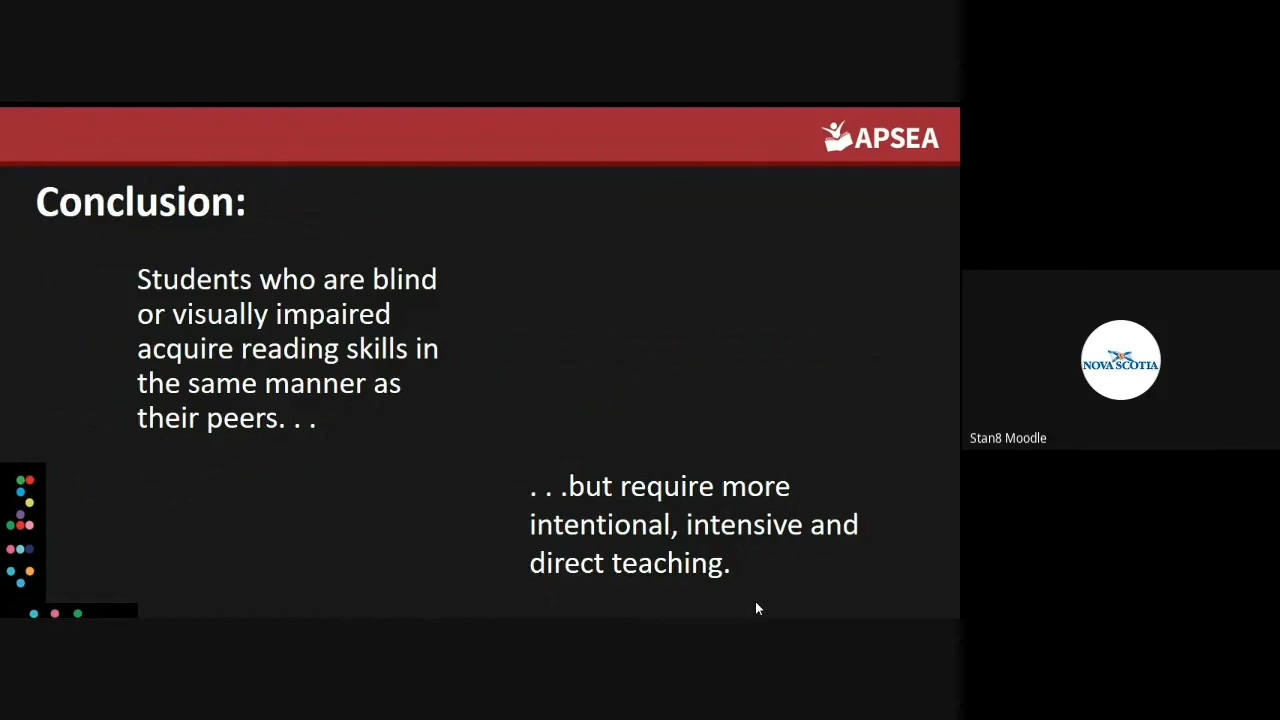 APSEA
Conclusion:
Students who are blind
or visually impaired
acquire reading skills in
the same manner as
their peers. . .
. . .but require more
intentional, intensive and
direct teaching.
NOVA SCOTIA
Stan8 Moodle